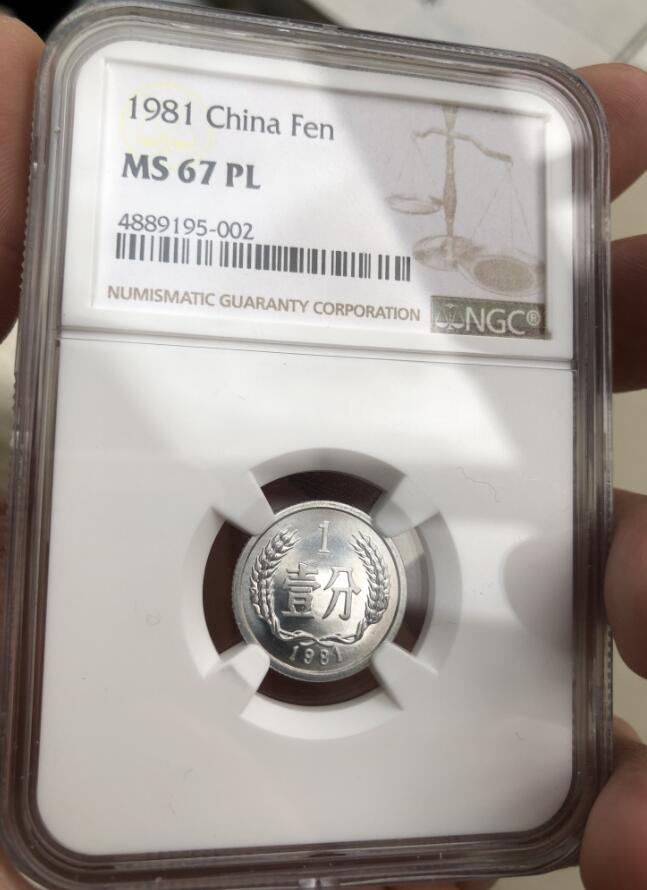 1981 China Fen
MS 67 PL
4889195-002
NUMISMATIC GUARANTY CORPORATION
NGC®
1
壹分
1981